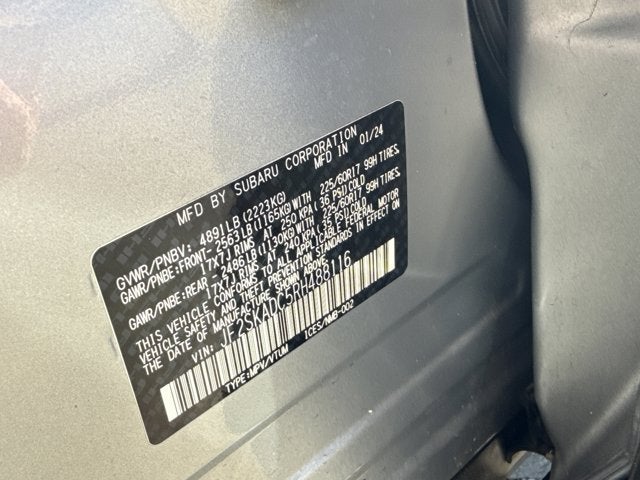 MFD BY SUBARU CORPORATION
MFD IN 01/24
GVWR/PNBV: 4891LB(2223KG)
GAWR/PNBE:FRONT- 2563LB(1165KG)WITH 225/60R17 99H TIRES,
17X7J RIMS AT 250 KPA (36 PSI)COLD
GAWR/PNBE:REAR - 2486LB(1130KG)WITH 225/60R17 99H TIRES,
17X7J RIMS, AT 240 KPA (35 PSI)COLD
THIS VEHICLE CONFORMS TO ALL APPLICABLE FEDERAL MOTOR
VEHICLE SAFETY AND THEFT PREVENTION STANDARDS IN EFFECT ON
THE DATE OF MANUFACTURE SHOWN ABOVE.
VIN: JF2SKADC5RH488116
TYPE:MPV/VTUM ICES/NMB-002